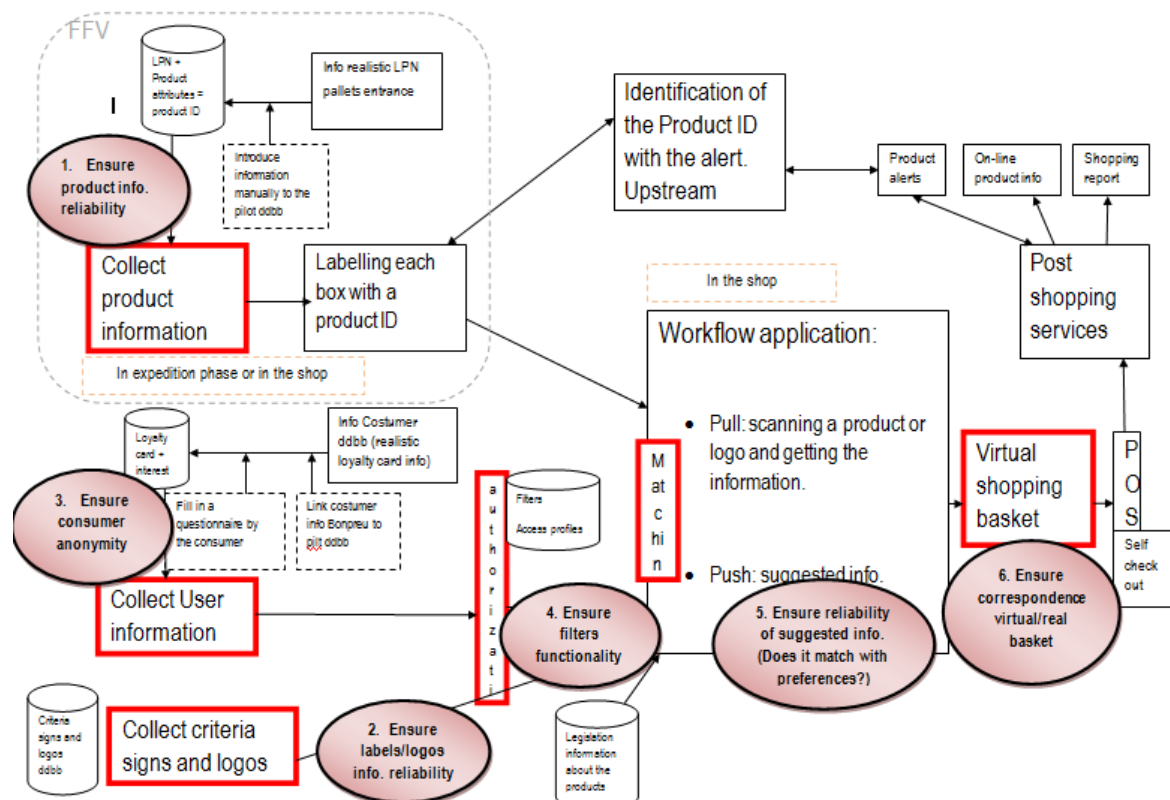 FFV
LPN +
Product
attributes =
product ID
Info realistic LPN
pallets entrance
I
Introduce
information
manually to the
pilot ddbb
1. Ensure
product info.
reliability
Collect
product
information
Labelling each
box with a
product ID
In expedition phase or in the shop
Identification of
the Product ID
with the alert.
Upstream
Product
alerts
On-line
product info
Shopping
report
Post
shopping
services
In the shop
Workflow application:
• Pull: scanning a product or
logo and getting the
information.
• Push: suggested info.
M
at
c
hi
n
Virtual
shopping
basket
P
O
S
Self
check
out
Loyalty
card +
interest
Info Costumer
ddbb (realistic
loyalty card info)
3. Ensure
consumer
anonymity
Fill in a
questionnaire by
the consumer
Link costumer
info Bonpreu to
pilt ddbb
Collect User
information
a
u
t
h
o
r
i
z
a
t
i
Filters
Access profiles
4. Ensure
filters
functionality
5. Ensure reliability
of suggested info.
(Does it match with
preferences?)
6. Ensure
correspondence
virtual/real
basket
Criteria
signs and
logos
ddbb
Collect criteria
signs and logos
2. Ensure
labels/logos
info. reliability
Legislation
information
about the
products